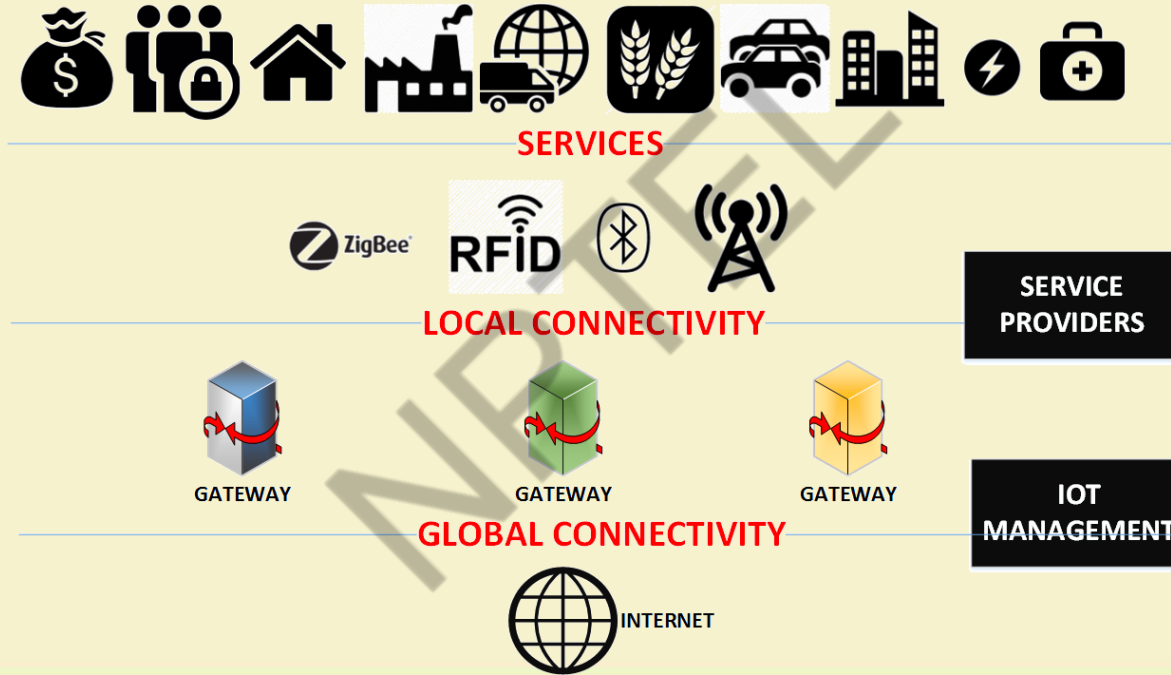 $
SERVICES
ZigBee
RFiD
LOCAL CONNECTIVITY
SERVICE
PROVIDERS
GATEWAY GATEWAY GATEWAY
IOT
MANAGEMENT
GLOBAL CONNECTIVITY
INTERNET
NPTEL